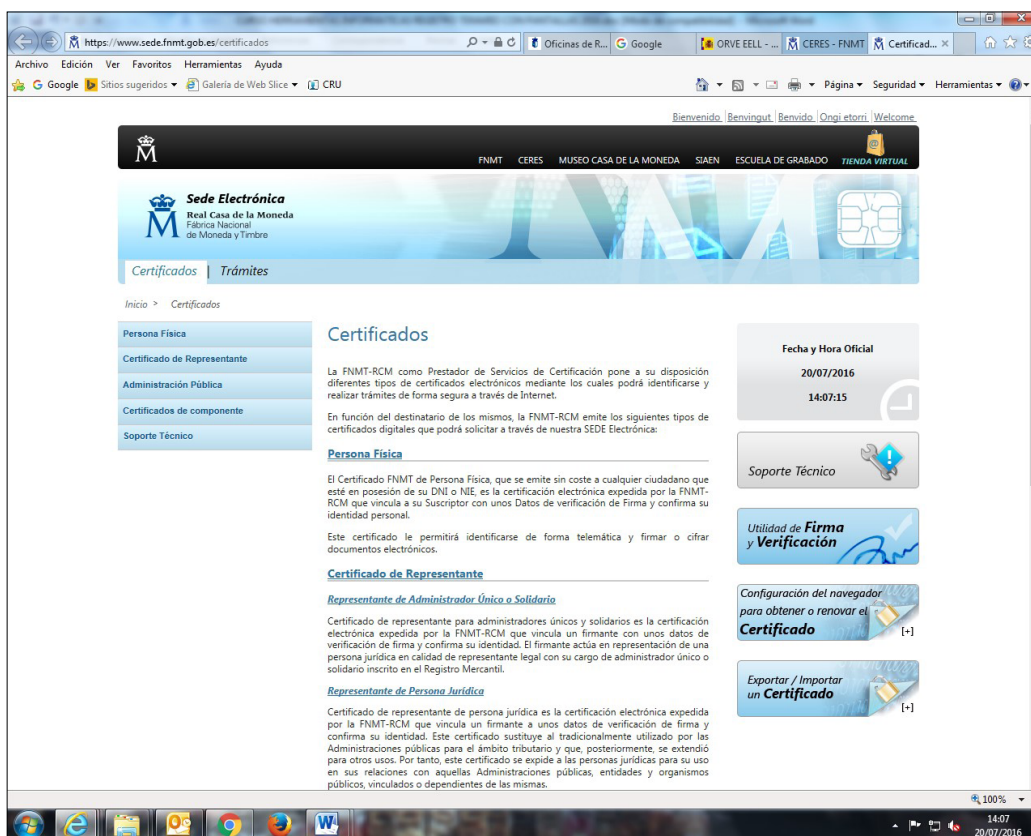 CURSO HERRAMIENTAL INFORMATICAS REGISTRO
Microsoft Word
https://www.sede.fnmt.gob.es/certificados
Oficinas de R...
Google
ORVE EELL - ...
CERES - FNMT
Certificad...
Archivo Edición Ver Favoritos Herramientas Ayuda
Google
Sitios sugeridos
Galería de Web Slice
CRU
Página
Seguridad
Herramientas
Bienvenido Benvingut Benvido Ongi etorri Welcome
M
FNMT CERES MUSEO CASA DE LA MONEDA SIAEN ESCUELA DE GRABADO TIENDA VIRTUAL
Sede Electrónica
Real Casa de la Moneda
Fábrica Nacional
de Moneda y Timbre
Certificados | Trámites
Inicio > Certificados
Persona Física
Certificado de Representante
Administración Pública
Certificados de componente
Soporte Técnico
Certificados
La FNMT-RCM como Prestador de Servicios de Certificación pone a su disposición
diferentes tipos de certificados electrónicos mediante los cuales podrá identificarse y
realizar trámites de forma segura a través de Internet.
En función del destinatario de los mismos, la FNMT-RCM emite los siguientes tipos de
certificados digitales que podrá solicitar a través de nuestra SEDE Electrónica:
Persona Física
El Certificado FNMT de Persona Física, que se emite sin coste a cualquier ciudadano que
esté en posesión de su DNI o NIE, es la certificación electrónica expedida por la FNMT-
RCM que vincula a su Suscriptor con unos Datos de verificación de Firma y confirma su
identidad personal.
Este certificado le permitirá identificarse de forma telemática y firmar o cifrar
documentos electrónicos.
Certificado de Representante
Representante de Administrador Único o Solidario
Certificado de representante para administradores únicos y solidarios es la certificación
electrónica expedida por la FNMT-RCM que vincula un firmante con unos datos de
verificación de firma y confirma su identidad. El firmante actúa en representación de una
persona jurídica en calidad de representante legal con su cargo de administrador único o
solidario inscrito en el Registro Mercantil.
Representante de Persona Jurídica
Certificado de representante de persona jurídica es la certificación electrónica expedida
por la FNMT-RCM que vincula un firmante a unos datos de verificación de firma y
confirma su identidad. Este certificado sustituye al tradicionalmente utilizado por las
Administraciones públicas para el ámbito tributario y que, posteriormente, se extendió
para otros usos. Por tanto, este certificado se expide a las personas jurídicas para su uso
en sus relaciones con aquellas Administraciones públicas, entidades y organismos
públicos, vinculados o dependientes de las mismas.
Fecha y Hora Oficial
20/07/2016
14:07:15
Soporte Técnico
Utilidad de Firma
y Verificación
Configuración del navegador
para obtener o renovar el
Certificado
[+]
Exportar / Importar
un Certificado
[+]
100%
14:07
20/07/2016